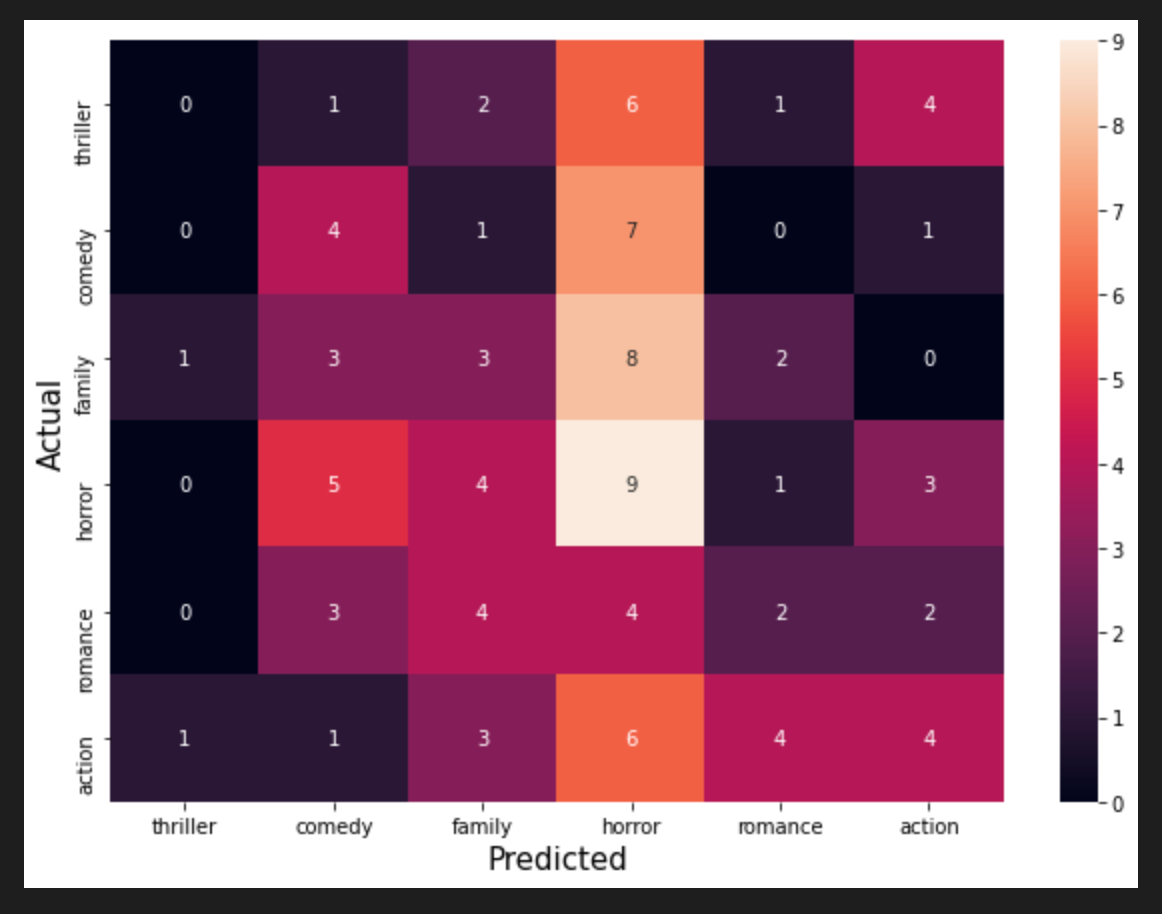 thriller 0 1 2 6 1 4
comedy 0 4 1 7 0 1
family 1 3 3 8 2 0
horror 0 5 4 9 1 3
romance 0 3 4 4 2 2
action 1 1 3 6 4 4
thriller comedy family horror romance action
Predicted
Actual
9
8
7
6
5
4
3
2
1
0